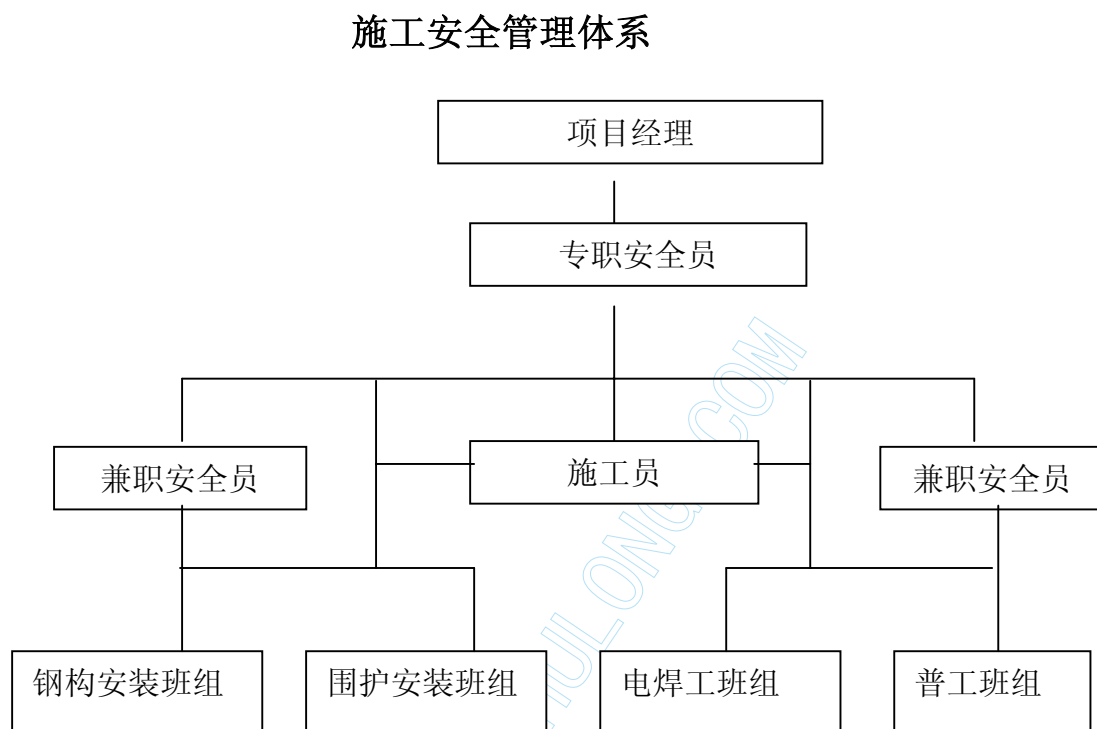 施工安全管理体系
项目经理
专职安全员
兼职安全员
施工员
兼职安全员
钢构安装班组
围护安装班组
电焊工班组
普工班组